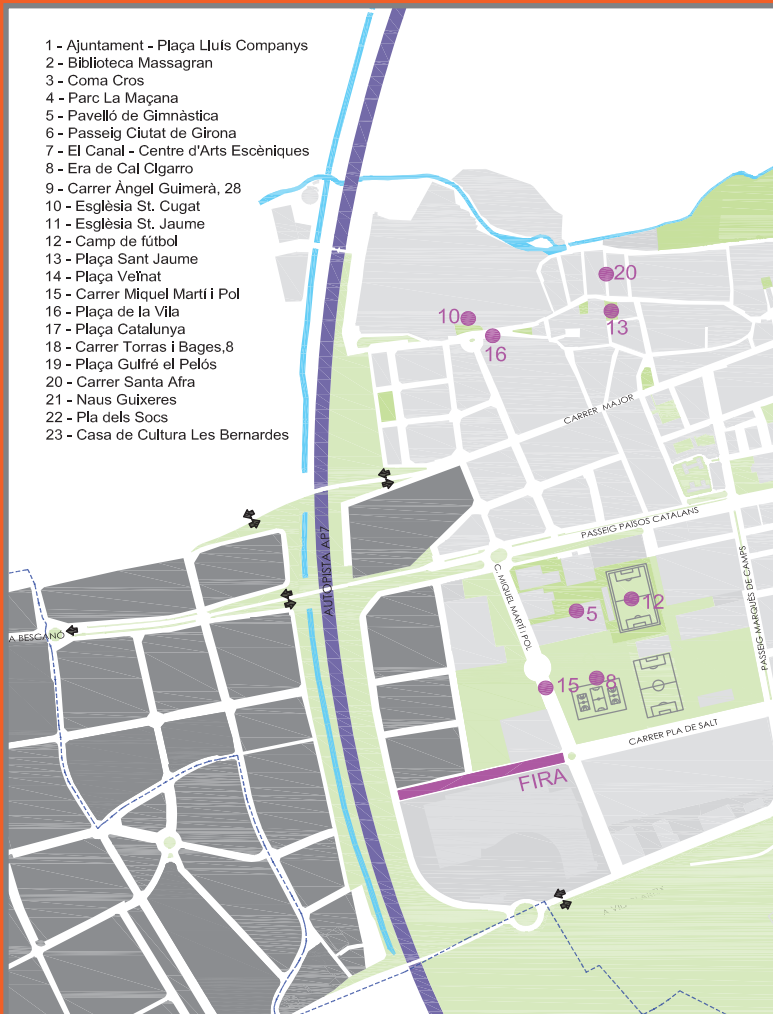 1 - Ajuntament - Plaça Lluís Companys
2 - Biblioteca Massagran
3 - Coma Cros
4 - Parc La Maçana
5 - Pavelló de Gimnàstica
6 - Passeig Ciutat de Girona
7 - El Canal - Centre d'Arts Escèniques
8 - Era de Cal CIgarro
9 - Carrer Àngel Guimerà, 28
10 - Esglèsia St. Cugat
11 - Esglèsia St. Jaume
12 - Camp de fútbol
13 - Plaça Sant Jaume
14 - Plaça Veïnat
15 - Carrer Miquel Martí i Pol
16 - Plaça de la Vila
17 - Plaça Catalunya
18 - Carrer Torras i Bages,8
19 - Plaça Guifré el Pelós
20 - Carrer Santa Afra
21 - Naus Guixeres
22 - Pla dels Socs
23 - Casa de Cultura Les Bernardes
20
10
13
16
CARRER MAJOR
PASSEIG PAÏSOS CATALANS
AUTOPISTA AP7
C. MIQUEL MARTÍ i POL
PASSEIG MARQUÈS DE CAMPS
12
5
A BESCANÓ
15
8
CARRER PLA DE SALT
FIRA